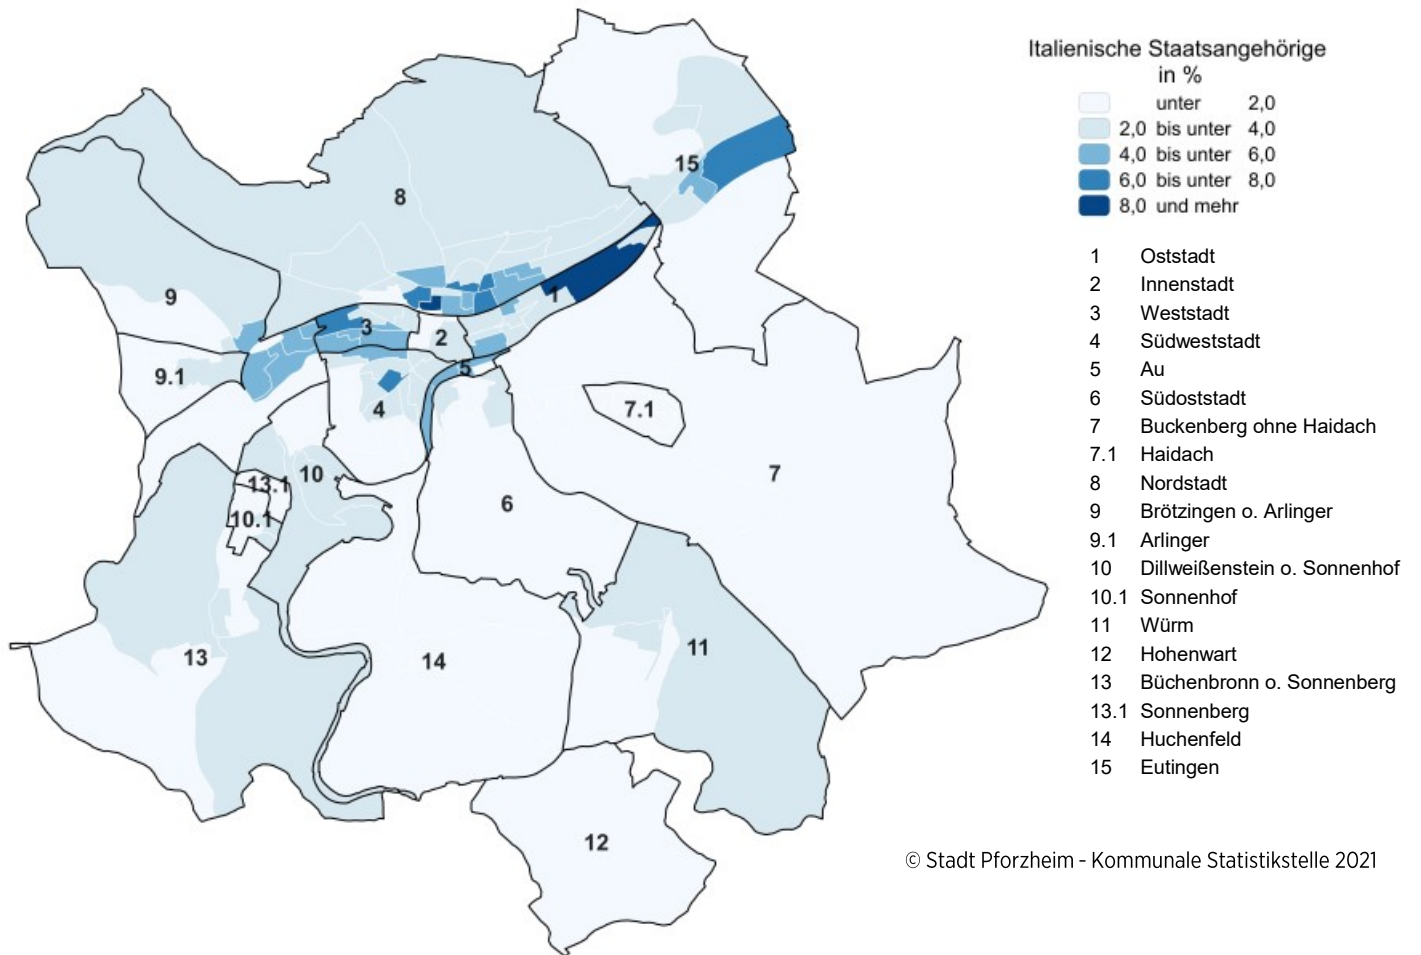 Italienische Staatsangehörige
in %
unter 2,0
2,0 bis unter 4,0
4,0 bis unter 6,0
6,0 bis unter 8,0
8,0 und mehr
1 Oststadt
2 Innenstadt
3 Weststadt
4 Südweststadt
5 Au
6 Südoststadt
7 Buckenberg ohne Haidach
7.1 Haidach
8 Nordstadt
9 Brötzingen o. Arlinger
9.1 Arlinger
10 Dillweißenstein o. Sonnenhof
10.1 Sonnenhof
11 Würm
12 Hohenwart
13 Büchenbronn o. Sonnenberg
13.1 Sonnenberg
14 Huchenfeld
15 Eutingen
© Stadt Pforzheim - Kommunale Statistikstelle 2021
15
8
9
1
3
2
5
9.1
4
7.1
10
7
13.1
6
10.1
11
13
14
12